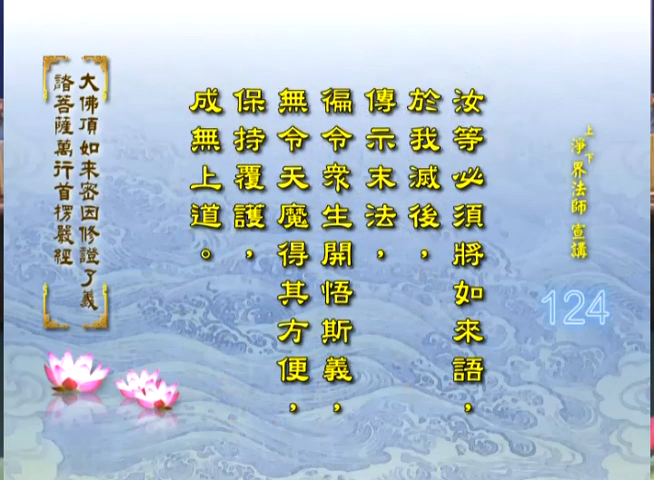 上淨下界法師 宣講
124
汝等必須將如來語，
於我滅後，
傳示末法，
徧令衆生開悟斯義，
無令天魔得其方便，
保持覆護，
成無上道。
大佛頂如來密因修證了義
諸菩薩萬行首楞嚴經